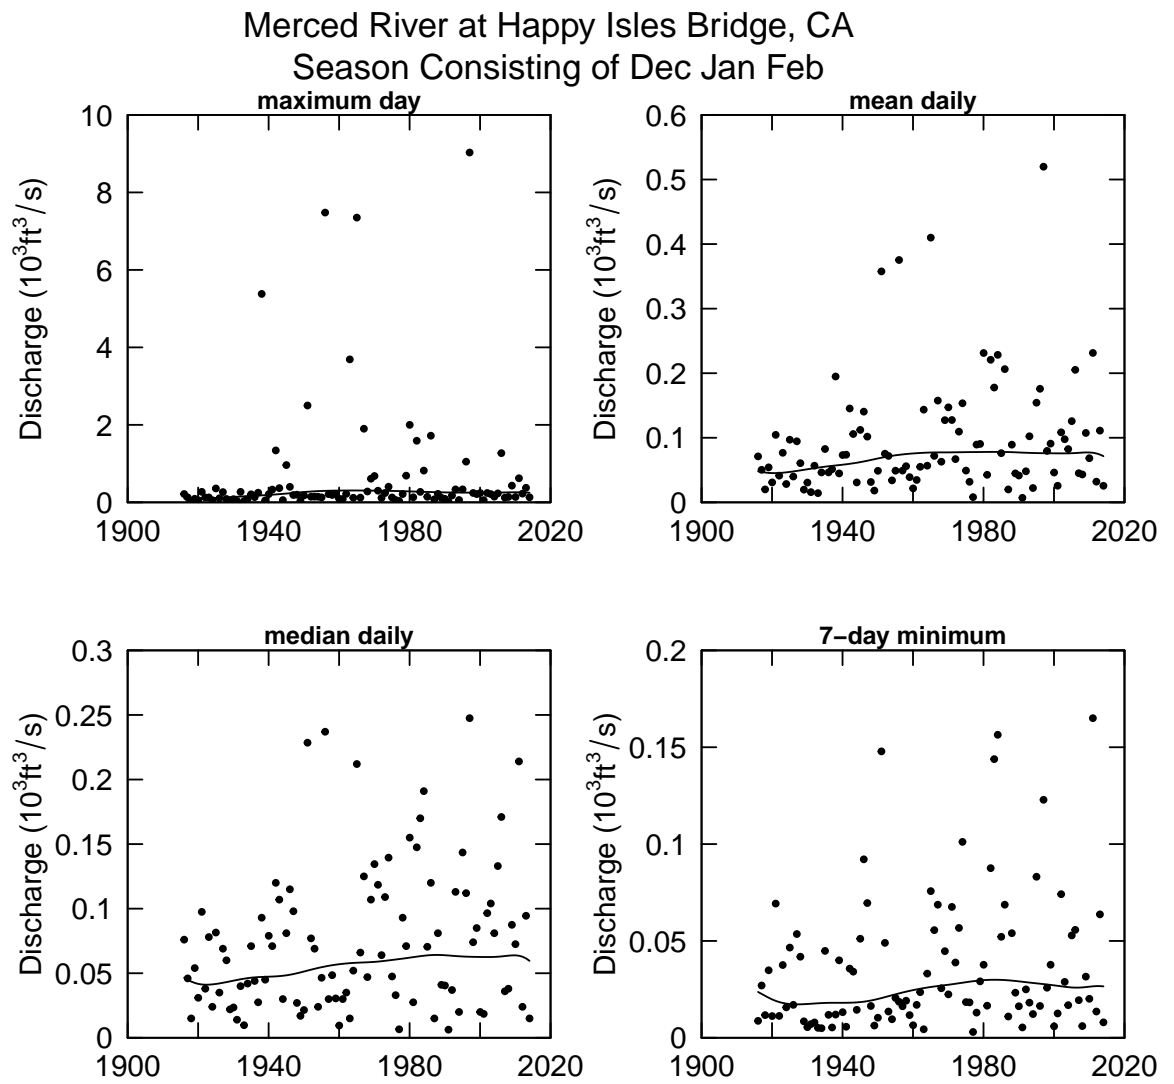 Merced River at Happy Isles Bridge, CA
Season Consisting of Dec Jan Feb
maximum day
Discharge (10³ft³/s)
10
8
6
4
2
0
1900 1940 1980 2020
mean daily
Discharge (10³ft³/s)
0.6
0.5
0.4
0.3
0.2
0.1
0
1900 1940 1980 2020
median daily
Discharge (10³ft³/s)
0.3
0.25
0.2
0.15
0.1
0.05
0
1900 1940 1980 2020
7−day minimum
Discharge (10³ft³/s)
0.2
0.15
0.1
0.05
0
1900 1940 1980 2020